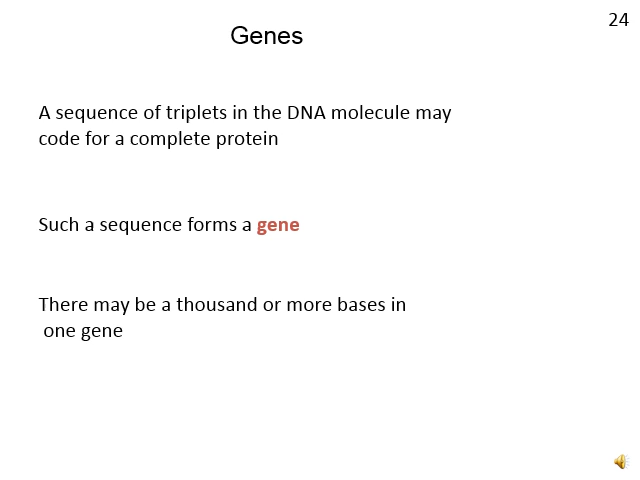 24
Genes
A sequence of triplets in the DNA molecule may
code for a complete protein
Such a sequence forms a gene
There may be a thousand or more bases in
one gene